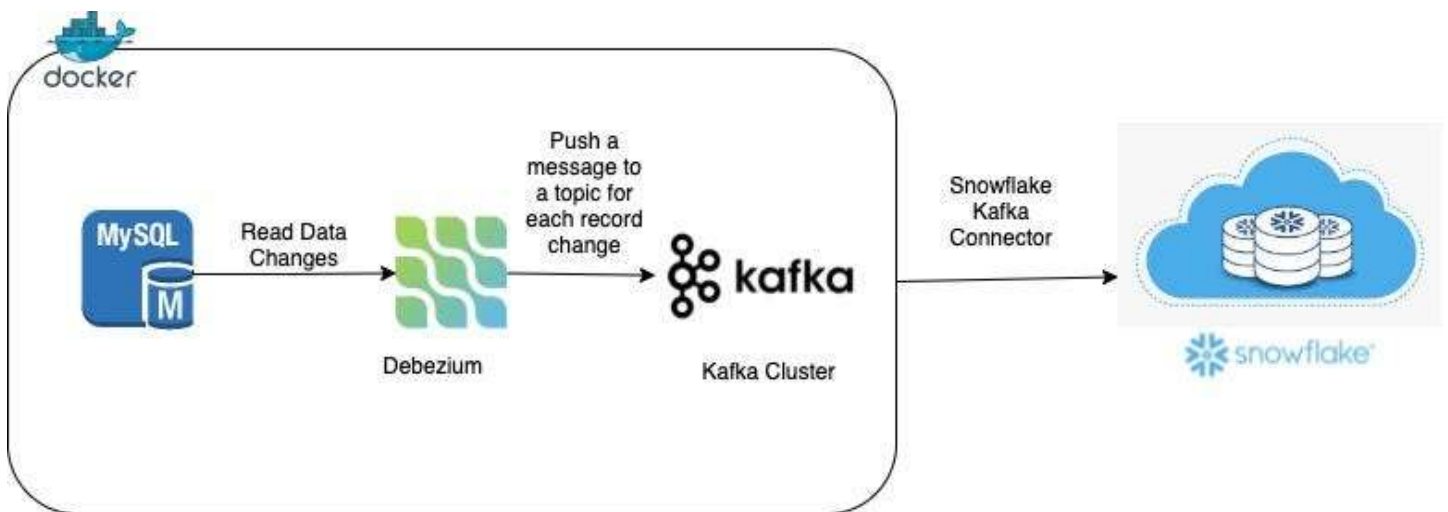 docker
Push a
message to
a topic for
each record
change
Read Data
Changes
MySQL
M
kafka
Debezium
Kafka Cluster
Snowflake
Kafka
Connector
snowflake